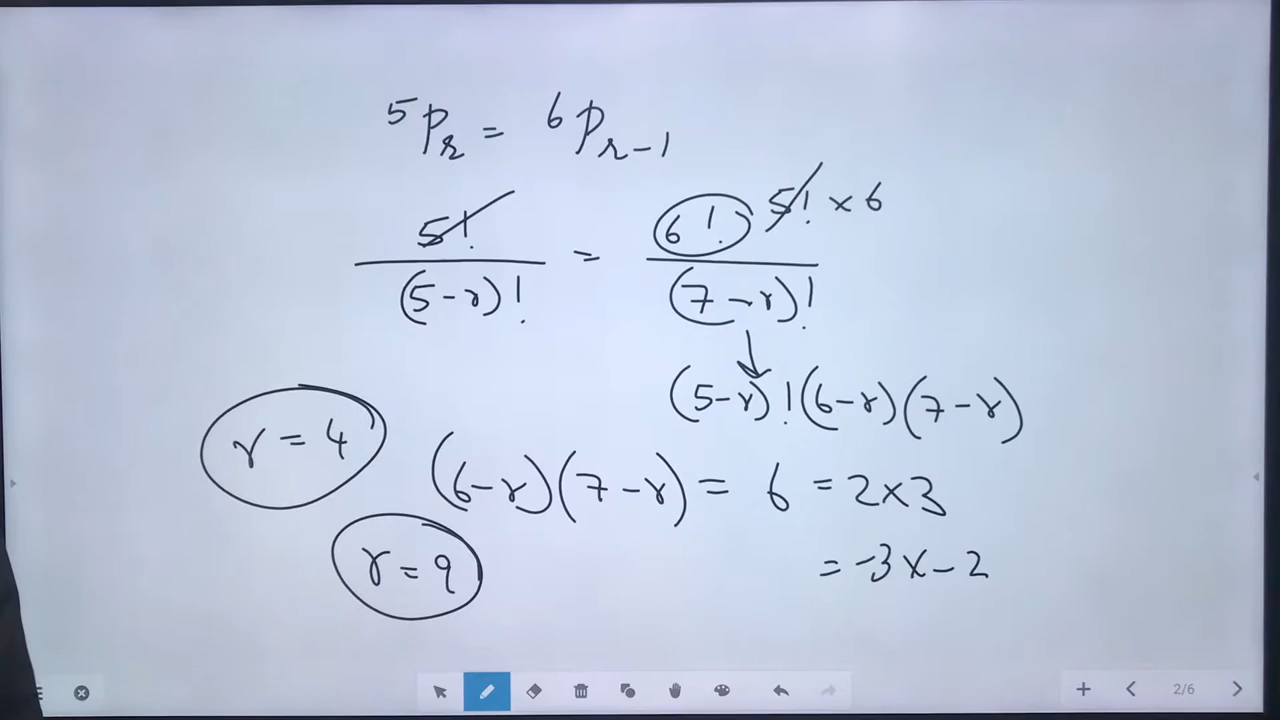 ⁵Pᵣ = ⁶Pᵣ₋₁
5! / (5-r)! = 6! / (7-r)! 5! × 6
(5-r)! (6-r)(7-r)
r = 4
(6-r)(7-r) = 6 = 2×3
r = 9
= -3×-2
2/6